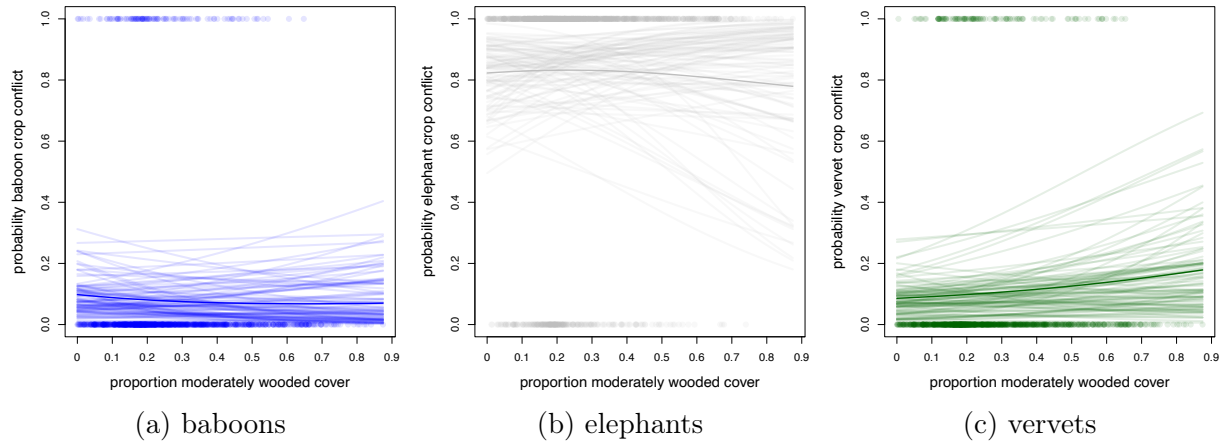 probability baboon crop conflict
1.0
0.8
0.6
0.4
0.2
0.0
0 0.1 0.2 0.3 0.4 0.5 0.6 0.7 0.8 0.9
proportion moderately wooded cover
(a) baboons
probability elephant crop conflict
1.0
0.8
0.6
0.4
0.2
0.0
0 0.1 0.2 0.3 0.4 0.5 0.6 0.7 0.8 0.9
proportion moderately wooded cover
(b) elephants
probability vervet crop conflict
1.0
0.8
0.6
0.4
0.2
0.0
0 0.1 0.2 0.3 0.4 0.5 0.6 0.7 0.8 0.9
proportion moderately wooded cover
(c) vervets